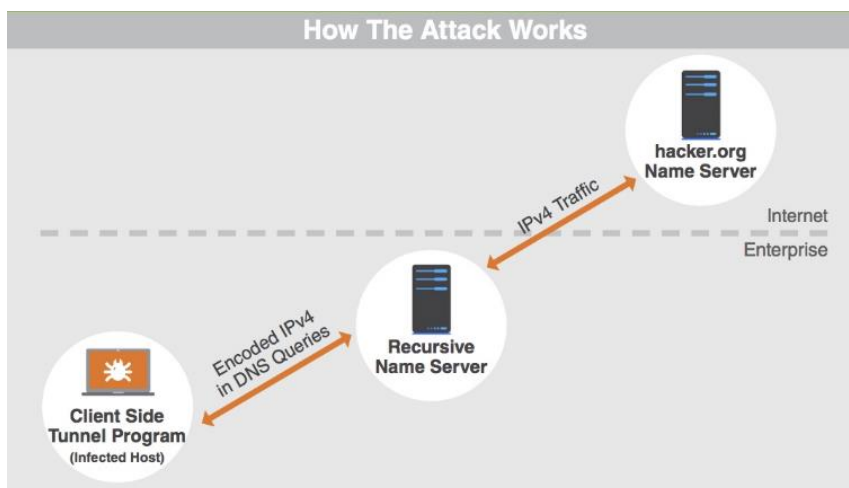 How The Attack Works
hacker.org
Name Server
IPv4 Traffic
Internet
Enterprise
Encoded IPv4
in DNS Queries
Recursive
Name Server
Client Side
Tunnel Program
(Infected Host)